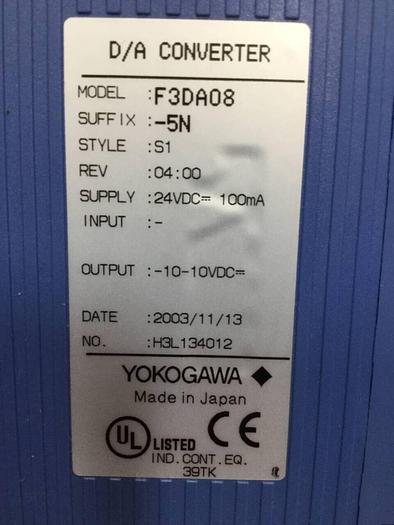 D/A CONVERTER
MODEL :F3DA08
SUFFIX :-5N
STYLE :S1
REV :04:00
SUPPLY :24VDC⎓ 100mA
INPUT :-
OUTPUT :-10-10VDC⎓
DATE :2003/11/13
NO. :H3L134012
YOKOGAWA ◆
Made in Japan
UL LISTED CE
IND.CONT.EQ.
39TK